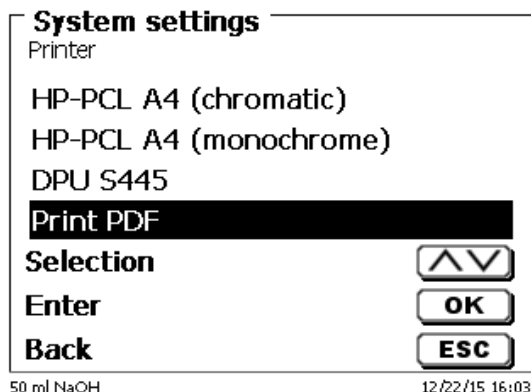 System settings
Printer
HP-PCL A4 (chromatic)
HP-PCL A4 (monochrome)
DPU S445
Print PDF
Selection
Enter OK
Back ESC
50 ml NaOH 12/22/15 16:03